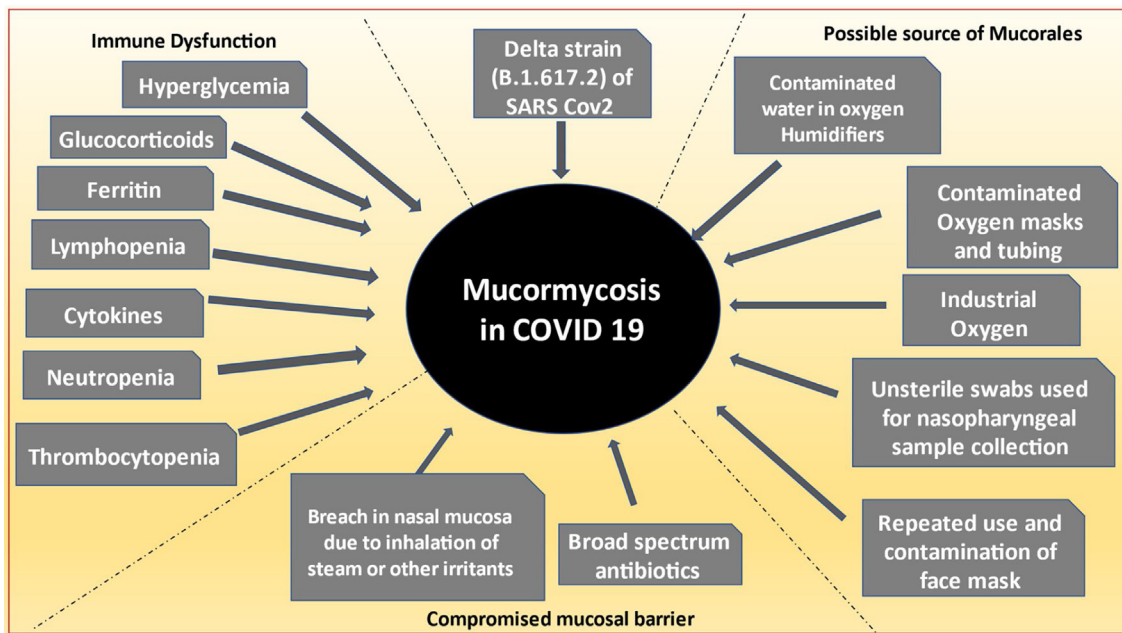 Immune Dysfunction
Hyperglycemia
Glucocorticoids
Ferritin
Lymphopenia
Cytokines
Neutropenia
Thrombocytopenia
Delta strain
(B.1.617.2) of
SARS Cov2
Possible source of Mucorales
Contaminated
water in oxygen
Humidifiers
Contaminated
Oxygen masks
and tubing
Industrial
Oxygen
Unsterile swabs used
for nasopharyngeal
sample collection
Repeated use and
contamination of
face mask
Mucormycosis
in COVID 19
Breach in nasal mucosa
due to inhalation of
steam or other irritants
Broad spectrum
antibiotics
Compromised mucosal barrier